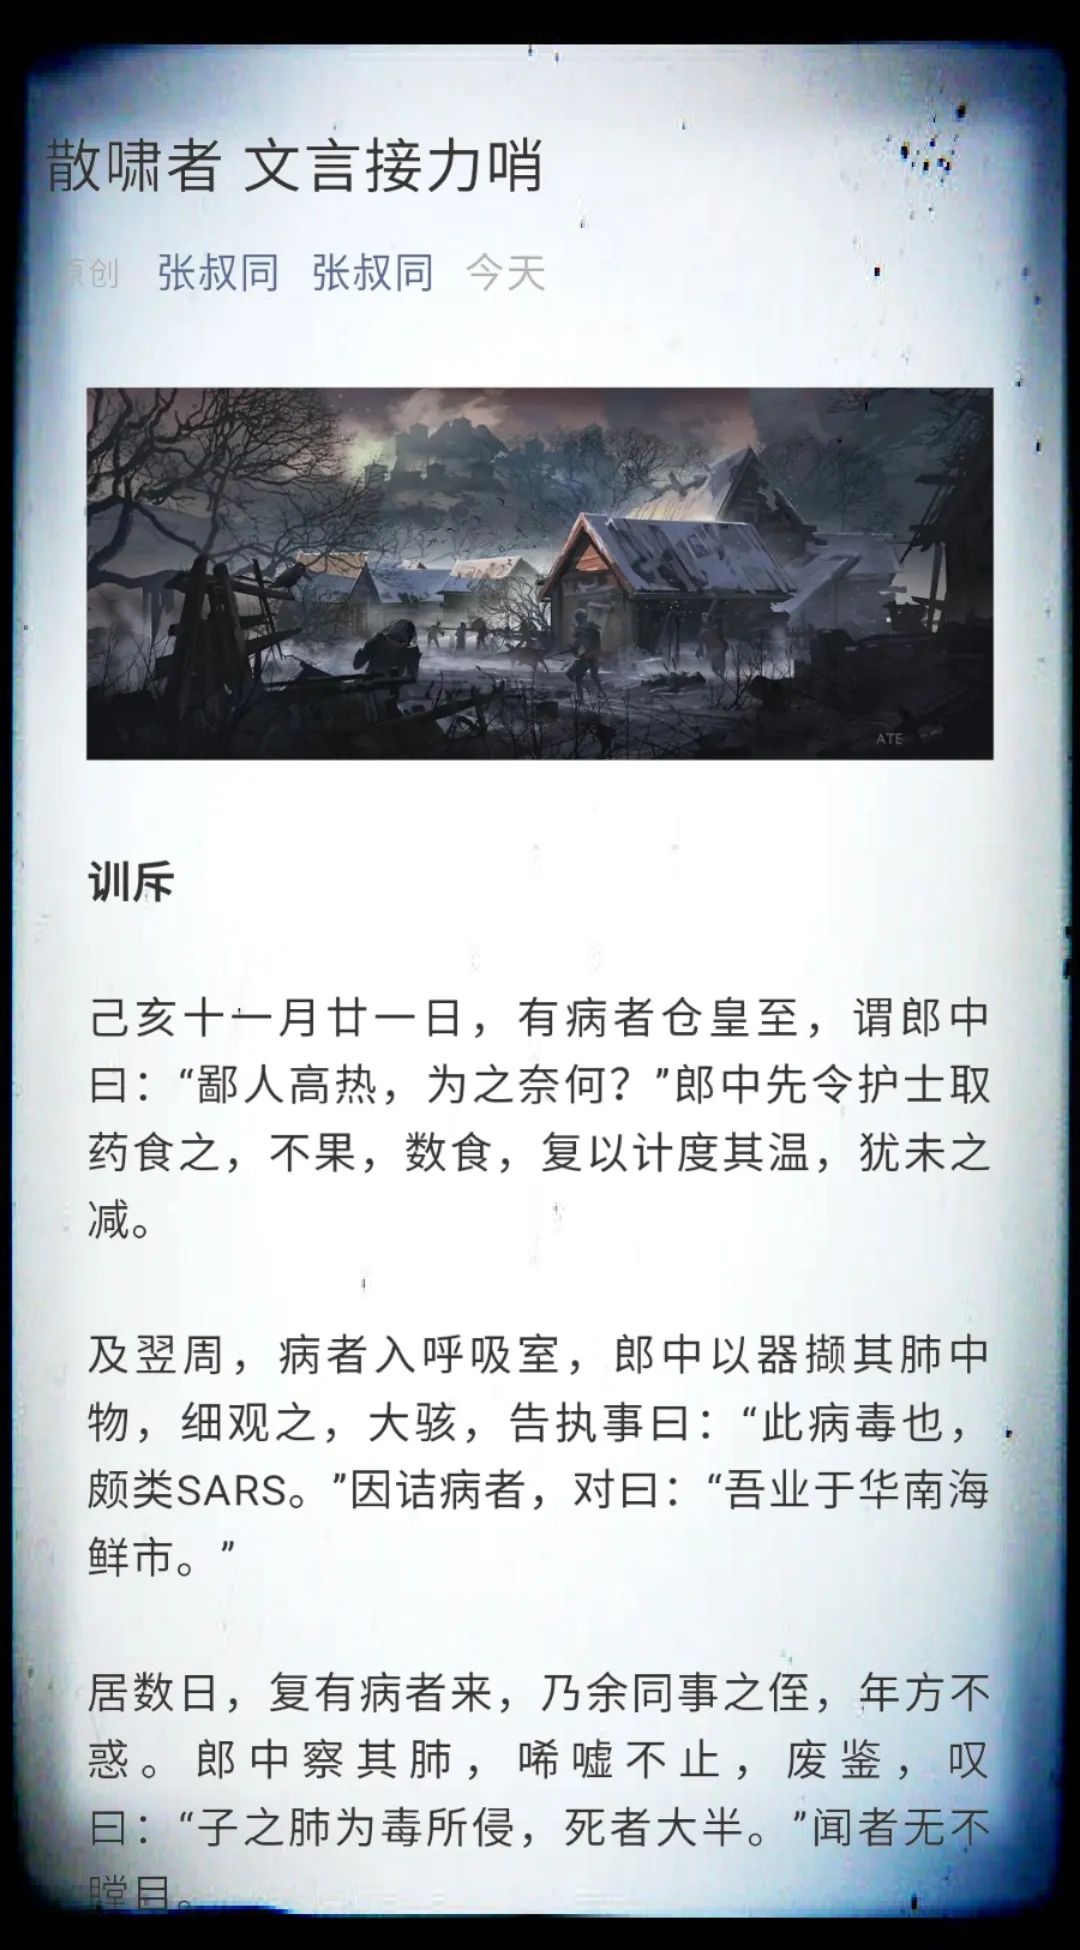 散啸者 文言接力哨
原创 张叔同 张叔同 今天
ATE
训斥
己亥十一月廿一日，有病者仓皇至，谓郎中
曰：“鄙人高热，为之奈何？”郎中先令护士取
药食之，不果，数食，复以计度其温，犹未之
减。
及翌周，病者入呼吸室，郎中以器撷其肺中
物，细观之，大骇，告执事曰：“此病毒也，
颇类SARS。”因诘病者，对曰：“吾业于华南海
鲜市。”
居数日，复有病者来，乃余同事之侄，年方不
惑。郎中察其肺，唏嘘不止，废鉴，叹
曰：“子之肺为毒所侵，死者大半。”闻者无不
瞠目。